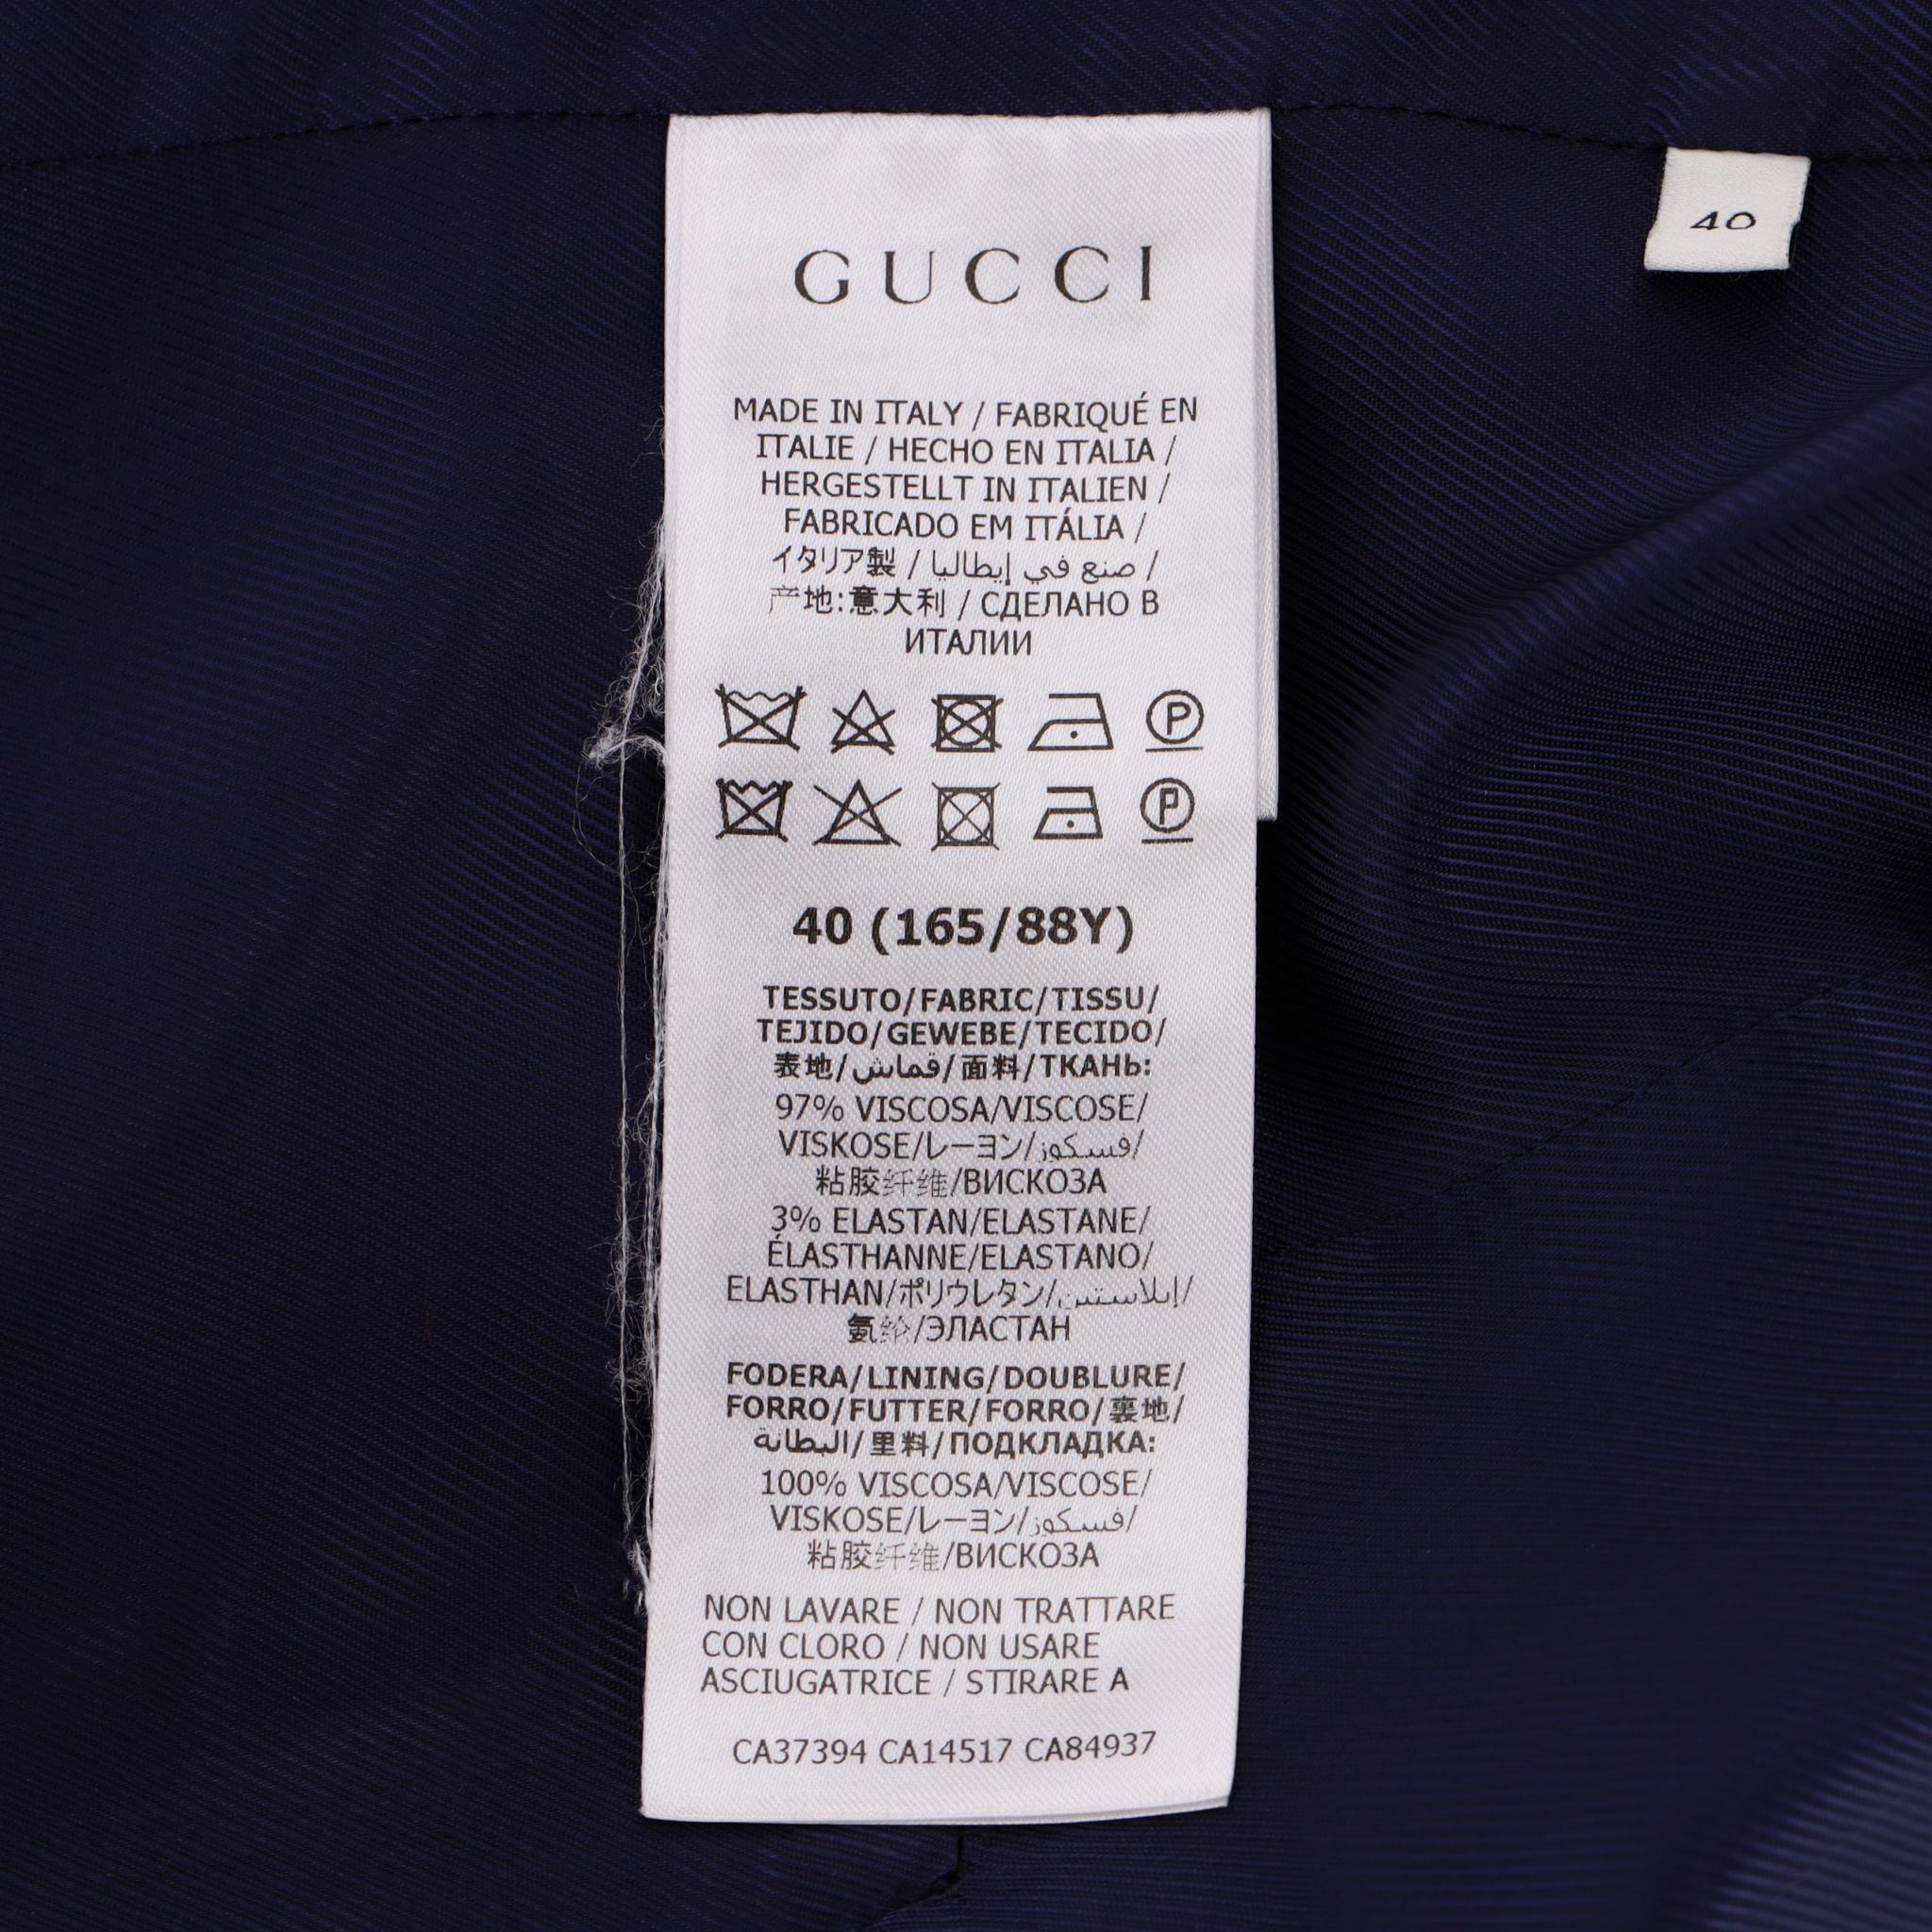 GUCCI
40
MADE IN ITALY / FABRIQUÉ EN
ITALIE / HECHO EN ITALIA /
HERGESTELLT IN ITALIEN /
FABRICADO EM ITÁLIA /
イタリア製 / صنع في إيطاليا /
产地:意大利 / СДЕЛАНО В
ИТАЛИИ
P
P
40 (165/88Y)
TESSUTO/FABRIC/TISSU/
TEJIDO/GEWEBE/TECIDO/
表地/قماش/面料/ТКАНЬ:
97% VISCOSA/VISCOSE/
VISKOSE/レーヨン/فسكوز/
粘胶纤维/ВИСКОЗА
3% ELASTAN/ELASTANE/
ÉLASTHANNE/ELASTANO/
ELASTHAN/ポリウレタン/إيلاستين/
氨纶/ЭЛАСТАН
FODERA/LINING/DOUBLURE/
FORRO/FUTTER/FORRO/裏地/
البطانة/里料/ПОДКЛАДКА:
100% VISCOSA/VISCOSE/
VISKOSE/レーヨン/فسكوز/
粘胶纤维/ВИСКОЗА
NON LAVARE / NON TRATTARE
CON CLORO / NON USARE
ASCIUGATRICE / STIRARE A
CA37394 CA14517 CA84937